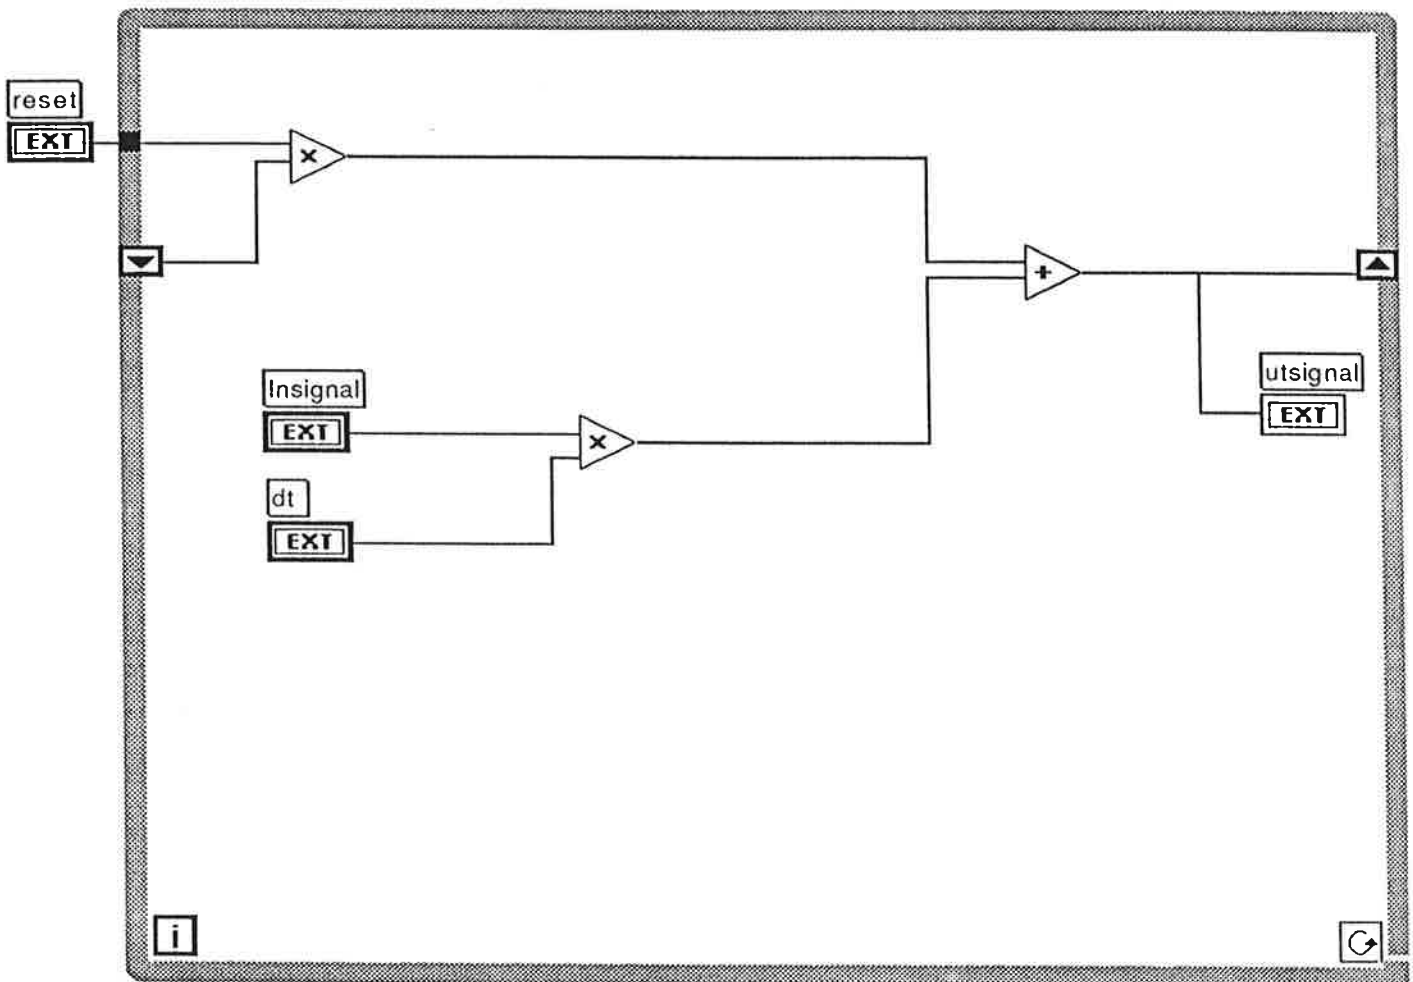 reset
EXT
×
+
Insignal
EXT
×
utsignal
EXT
dt
EXT
i